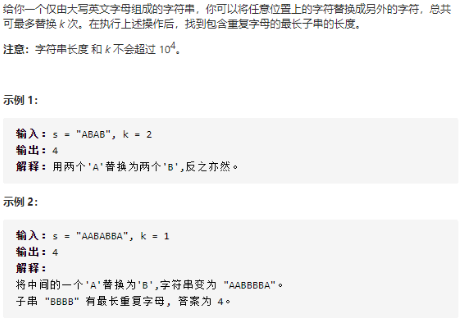 给你一个仅由大写英文字母组成的字符串，你可以将任意位置上的字符替换成另外的字符，总共
可最多替换 k 次。在执行上述操作后，找到包含重复字母的最长子串的长度。
注意：字符串长度 和 k 不会超过 10⁴。
示例 1：
输入：s = "ABAB", k = 2
输出：4
解释：用两个'A'替换为两个'B',反之亦然。
示例 2：
输入：s = "AABABBA", k = 1
输出：4
解释：
将中间的一个'A'替换为'B',字符串变为 "AABBBBA"。
子串 "BBBB" 有最长重复字母, 答案为 4。